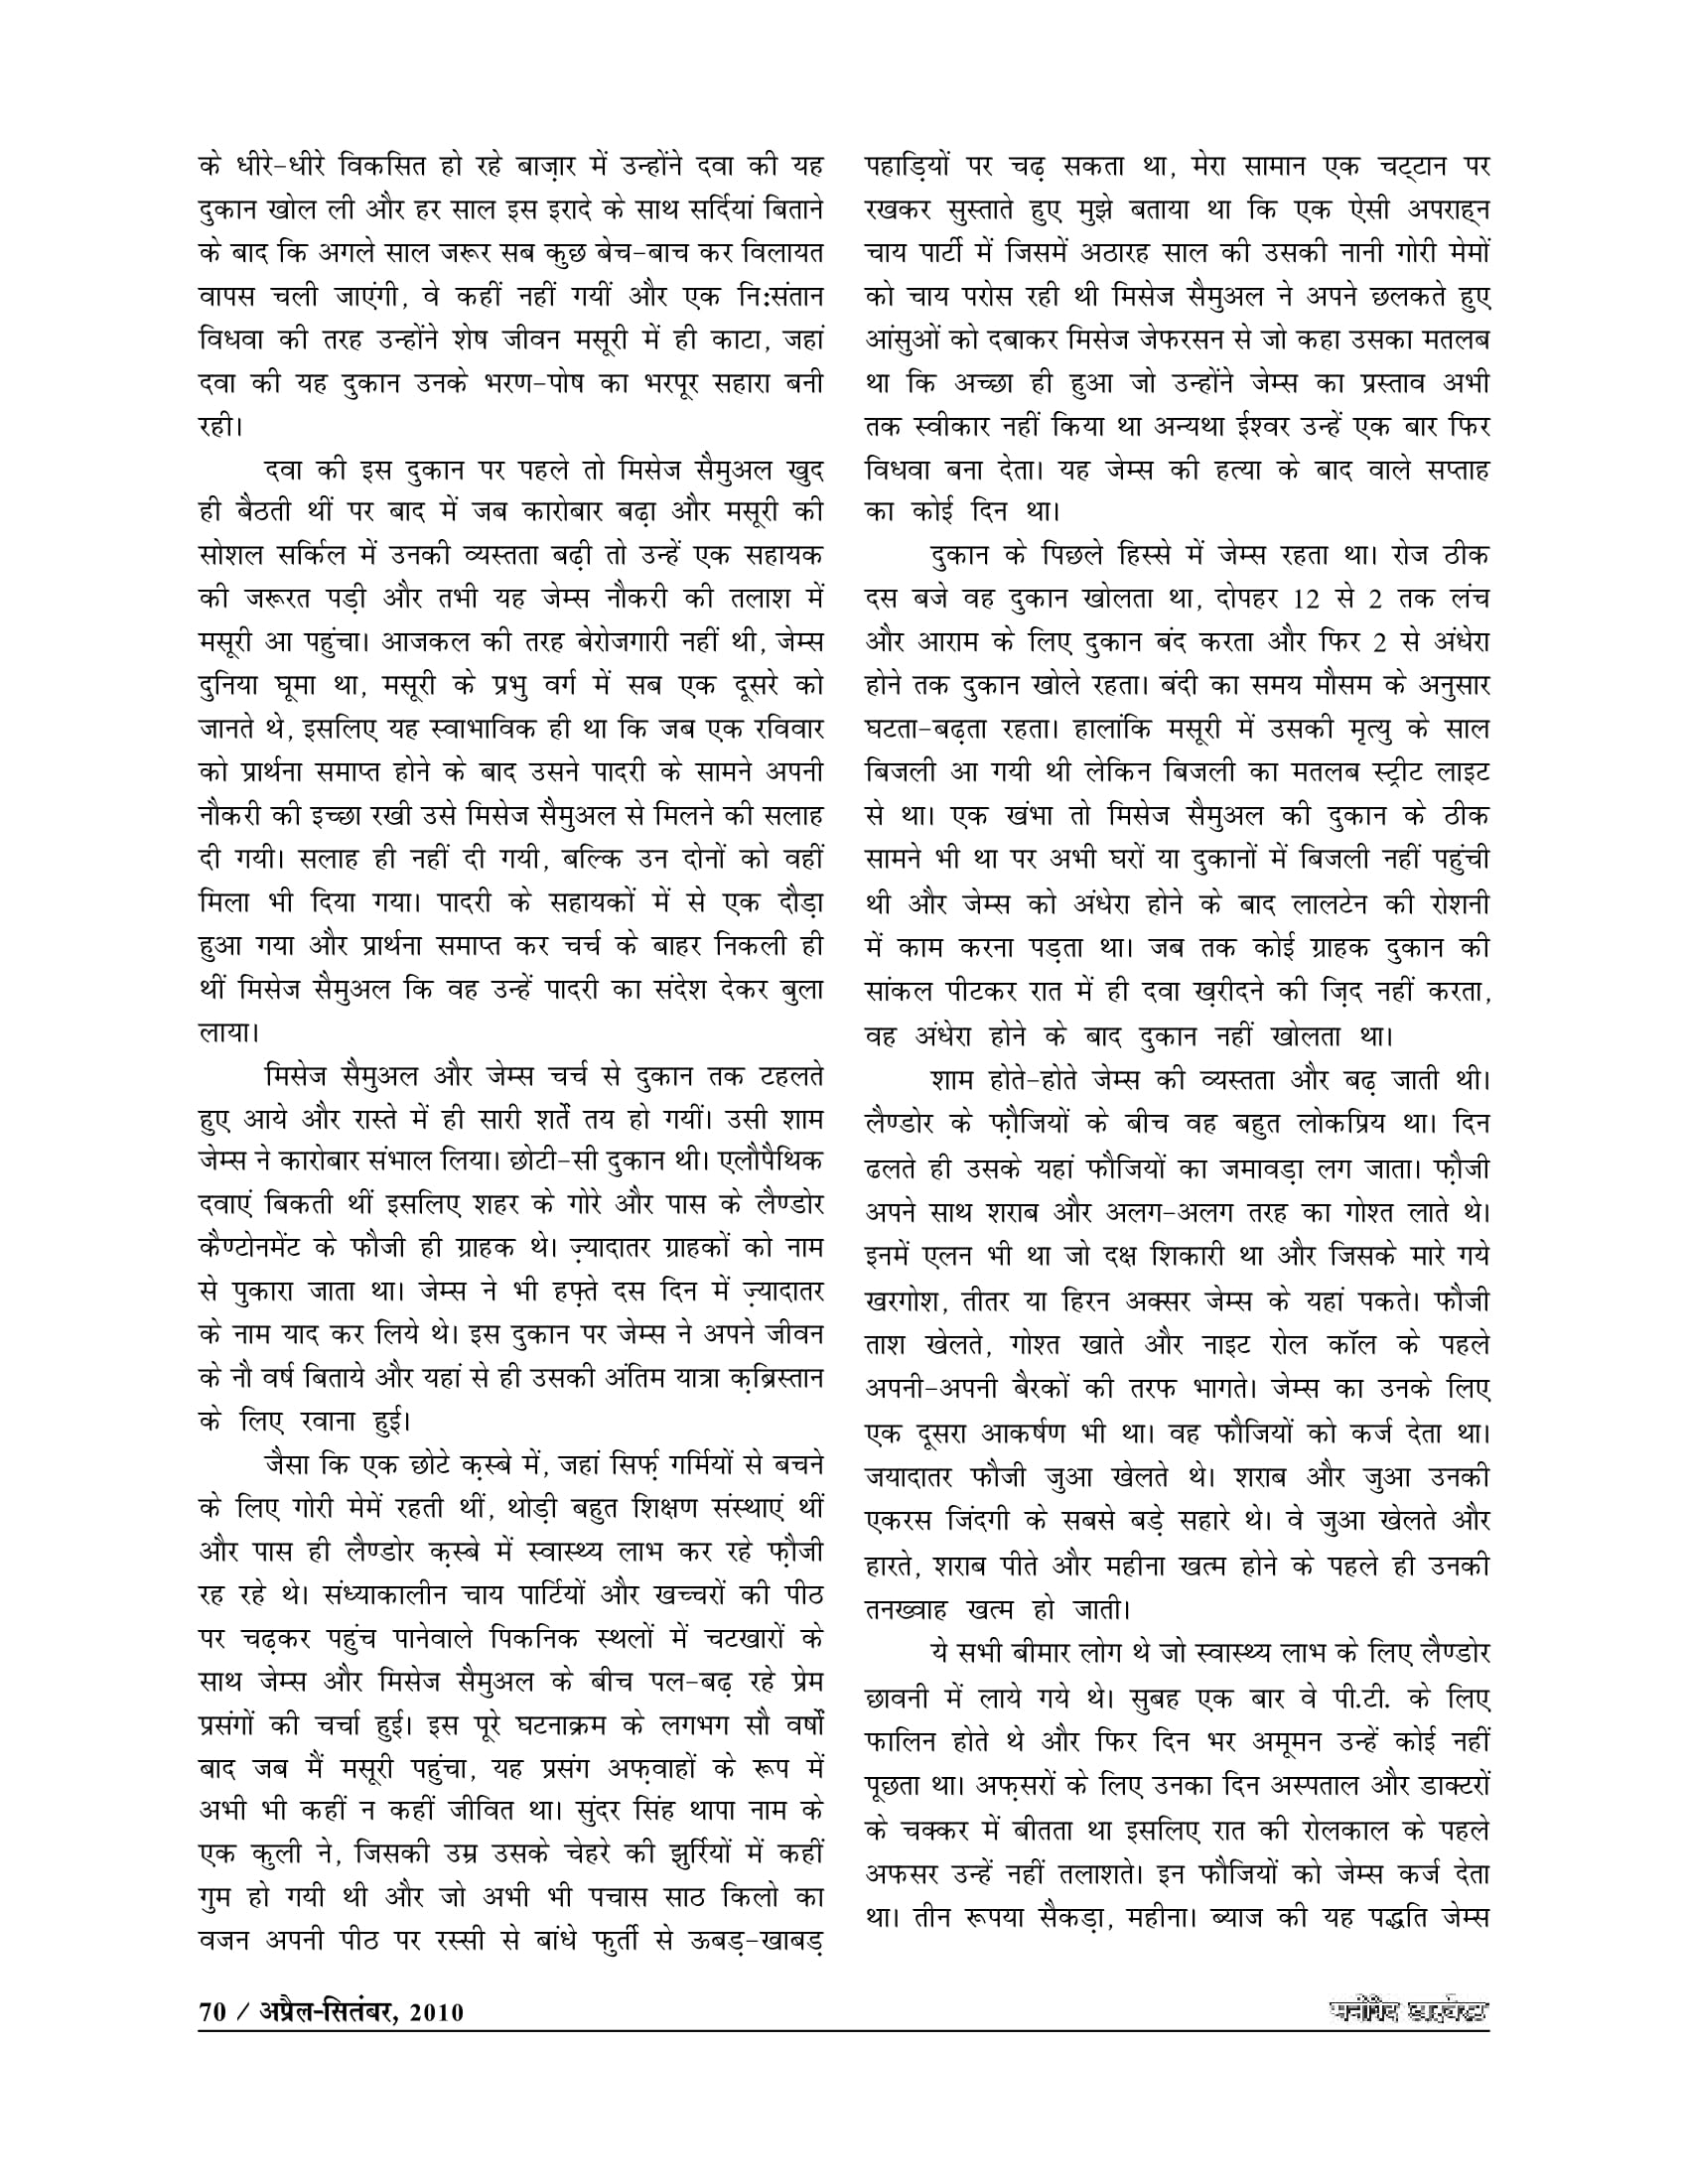 के धीरे-धीरे विकसित हो रहे बाज़ार में उन्होंने दवा की यह
दुकान खोल ली और हर साल इस इरादे के साथ सर्दियां बिताने
के बाद कि अगले साल जरूर सब कुछ बेच-बाच कर विलायत
वापस चली जाएंगी, वे कहीं नहीं गयीं और एक नि:संतान
विधवा की तरह उन्होंने शेष जीवन मसूरी में ही काटा, जहां
दवा की यह दुकान उनके भरण-पोष का भरपूर सहारा बनी
रही।
दवा की इस दुकान पर पहले तो मिसेज सैमुअल खुद
ही बैठती थीं पर बाद में जब कारोबार बढ़ा और मसूरी की
सोशल सर्किल में उनकी व्यस्तता बढ़ी तो उन्हें एक सहायक
की जरूरत पड़ी और तभी यह जेम्स नौकरी की तलाश में
मसूरी आ पहुंचा। आजकल की तरह बेरोजगारी नहीं थी, जेम्स
दुनिया घूमा था, मसूरी के प्रभु वर्ग में सब एक दूसरे को
जानते थे, इसलिए यह स्वाभाविक ही था कि जब एक रविवार
को प्रार्थना समाप्त होने के बाद उसने पादरी के सामने अपनी
नौकरी की इच्छा रखी उसे मिसेज सैमुअल से मिलने की सलाह
दी गयी। सलाह ही नहीं दी गयी, बल्कि उन दोनों को वहीं
मिला भी दिया गया। पादरी के सहायकों में से एक दौड़ा
हुआ गया और प्रार्थना समाप्त कर चर्च के बाहर निकली ही
थीं मिसेज सैमुअल कि वह उन्हें पादरी का संदेश देकर बुला
लाया।
मिसेज सैमुअल और जेम्स चर्च से दुकान तक टहलते
हुए आये और रास्ते में ही सारी शर्तें तय हो गयीं। उसी शाम
जेम्स ने कारोबार संभाल लिया। छोटी-सी दुकान थी। एलौपैथिक
दवाएं बिकती थीं इसलिए शहर के गोरे और पास के लैण्डोर
कैण्टोनमेंट के फौजी ही ग्राहक थे। ज़्यादातर ग्राहकों को नाम
से पुकारा जाता था। जेम्स ने भी हफ़्ते दस दिन में ज़्यादातर
के नाम याद कर लिये थे। इस दुकान पर जेम्स ने अपने जीवन
के नौ वर्ष बिताये और यहां से ही उसकी अंतिम यात्रा क़ब्रिस्तान
के लिए रवाना हुई।
जैसा कि एक छोटे क़स्बे में, जहां सिर्फ़ गर्मियों से बचने
के लिए गोरी मेमें रहती थीं, थोड़ी बहुत शिक्षण संस्थाएं थीं
और पास ही लैण्डोर क़स्बे में स्वास्थ्य लाभ कर रहे फ़ौजी
रह रहे थे। संध्याकालीन चाय पार्टियों और खच्चरों की पीठ
पर चढ़कर पहुंच पानेवाले पिकनिक स्थलों में चटखारों के
साथ जेम्स और मिसेज सैमुअल के बीच पल-बढ़ रहे प्रेम
प्रसंगों की चर्चा हुई। इस पूरे घटनाक्रम के लगभग सौ वर्षों
बाद जब मैं मसूरी पहुंचा, यह प्रसंग अफ़वाहों के रूप में
अभी भी कहीं न कहीं जीवित था। सुंदर सिंह थापा नाम के
एक कुली ने, जिसकी उम्र उसके चेहरे की झुर्रियों में कहीं
गुम हो गयी थी और जो अभी भी पचास साठ किलो का
वजन अपनी पीठ पर रस्सी से बांधे फुर्ती से ऊबड़-खाबड़
पहाड़ियों पर चढ़ सकता था, मेरा सामान एक चट्टान पर
रखकर सुस्ताते हुए मुझे बताया था कि एक ऐसी अपराह्न
चाय पार्टी में जिसमें अठारह साल की उसकी नानी गोरी मेमों
को चाय परोस रही थी मिसेज सैमुअल ने अपने छलकते हुए
आंसुओं को दबाकर मिसेज जेफरसन से जो कहा उसका मतलब
था कि अच्छा ही हुआ जो उन्होंने जेम्स का प्रस्ताव अभी
तक स्वीकार नहीं किया था अन्यथा ईश्वर उन्हें एक बार फिर
विधवा बना देता। यह जेम्स की हत्या के बाद वाले सप्ताह
का कोई दिन था।
दुकान के पिछले हिस्से में जेम्स रहता था। रोज ठीक
दस बजे वह दुकान खोलता था, दोपहर 12 से 2 तक लंच
और आराम के लिए दुकान बंद करता और फिर 2 से अंधेरा
होने तक दुकान खोले रहता। बंदी का समय मौसम के अनुसार
घटता-बढ़ता रहता। हालांकि मसूरी में उसकी मृत्यु के साल
बिजली आ गयी थी लेकिन बिजली का मतलब स्ट्रीट लाइट
से था। एक खंभा तो मिसेज सैमुअल की दुकान के ठीक
सामने भी था पर अभी घरों या दुकानों में बिजली नहीं पहुंची
थी और जेम्स को अंधेरा होने के बाद लालटेन की रोशनी
में काम करना पड़ता था। जब तक कोई ग्राहक दुकान की
सांकल पीटकर रात में ही दवा ख़रीदने की ज़िद नहीं करता,
वह अंधेरा होने के बाद दुकान नहीं खोलता था।
शाम होते-होते जेम्स की व्यस्तता और बढ़ जाती थी।
लैण्डोर के फ़ौजियों के बीच वह बहुत लोकप्रिय था। दिन
ढलते ही उसके यहां फौजियों का जमावड़ा लग जाता। फ़ौजी
अपने साथ शराब और अलग-अलग तरह का गोश्त लाते थे।
इनमें एलन भी था जो दक्ष शिकारी था और जिसके मारे गये
खरगोश, तीतर या हिरन अक्सर जेम्स के यहां पकते। फौजी
ताश खेलते, गोश्त खाते और नाइट रोल कॉल के पहले
अपनी-अपनी बैरकों की तरफ भागते। जेम्स का उनके लिए
एक दूसरा आकर्षण भी था। वह फौजियों को कर्ज देता था।
जयादातर फौजी जुआ खेलते थे। शराब और जुआ उनकी
एकरस जिंदगी के सबसे बड़े सहारे थे। वे जुआ खेलते और
हारते, शराब पीते और महीना खत्म होने के पहले ही उनकी
तनख्वाह खत्म हो जाती।
ये सभी बीमार लोग थे जो स्वास्थ्य लाभ के लिए लैण्डोर
छावनी में लाये गये थे। सुबह एक बार वे पी.टी. के लिए
फालिन होते थे और फिर दिन भर अमूमन उन्हें कोई नहीं
पूछता था। अफ़सरों के लिए उनका दिन अस्पताल और डाक्टरों
के चक्कर में बीतता था इसलिए रात की रोलकाल के पहले
अफसर उन्हें नहीं तलाशते। इन फौजियों को जेम्स कर्ज देता
था। तीन रूपया सैकड़ा, महीना। ब्याज की यह पद्धति जेम्स
70 / अप्रैल-सितंबर, 2010